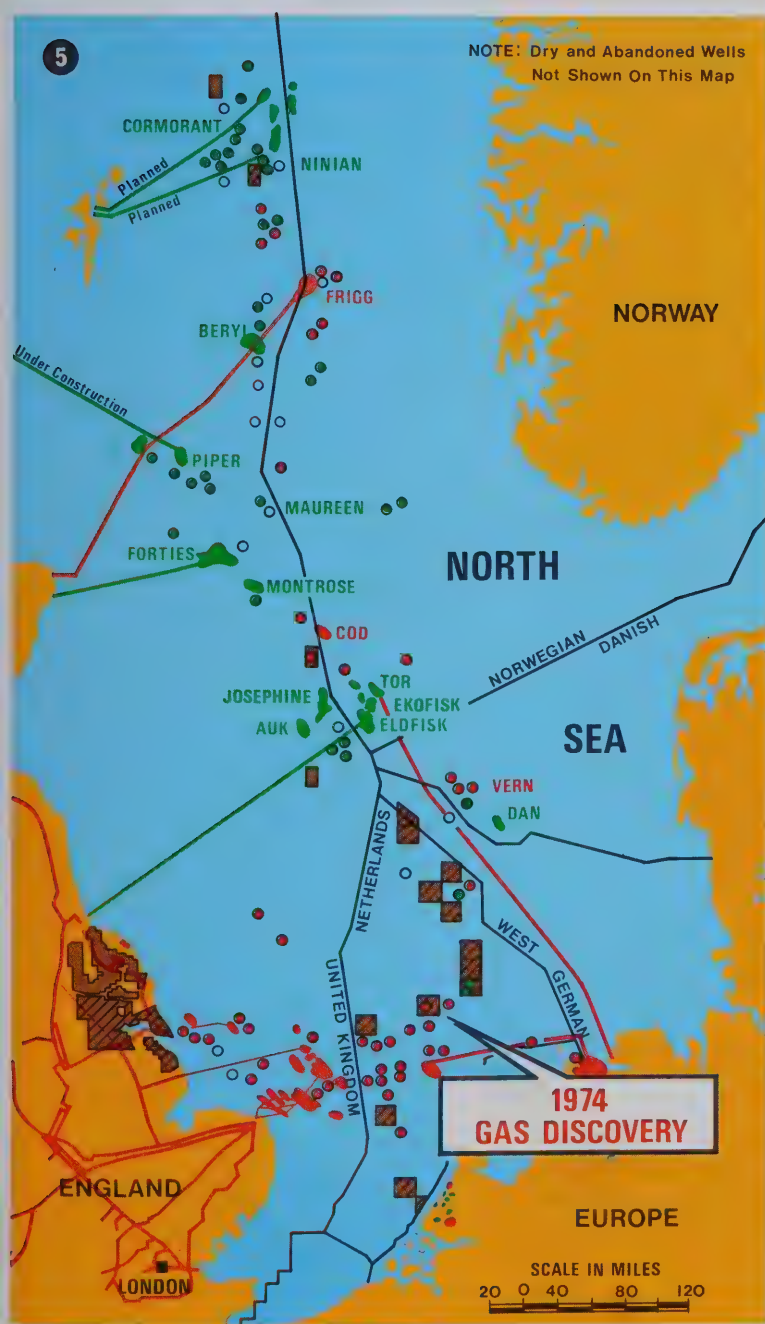 5
NOTE: Dry and Abandoned Wells
Not Shown On This Map
CORMORANT
Planned
Planned
NINIAN
FRIGG
NORWAY
BERYL
Under Construction
PIPER
MAUREEN
FORTIES
NORTH
MONTROSE
COD
NORWEGIAN
DANISH
TOR
JOSEPHINE
EKOFISK
AUK
ELDFISK
SEA
VERN
DAN
NETHERLANDS
WEST GERMAN
UNITED KINGDOM
1974
GAS DISCOVERY
ENGLAND
EUROPE
LONDON
SCALE IN MILES
20 0 40 80 120